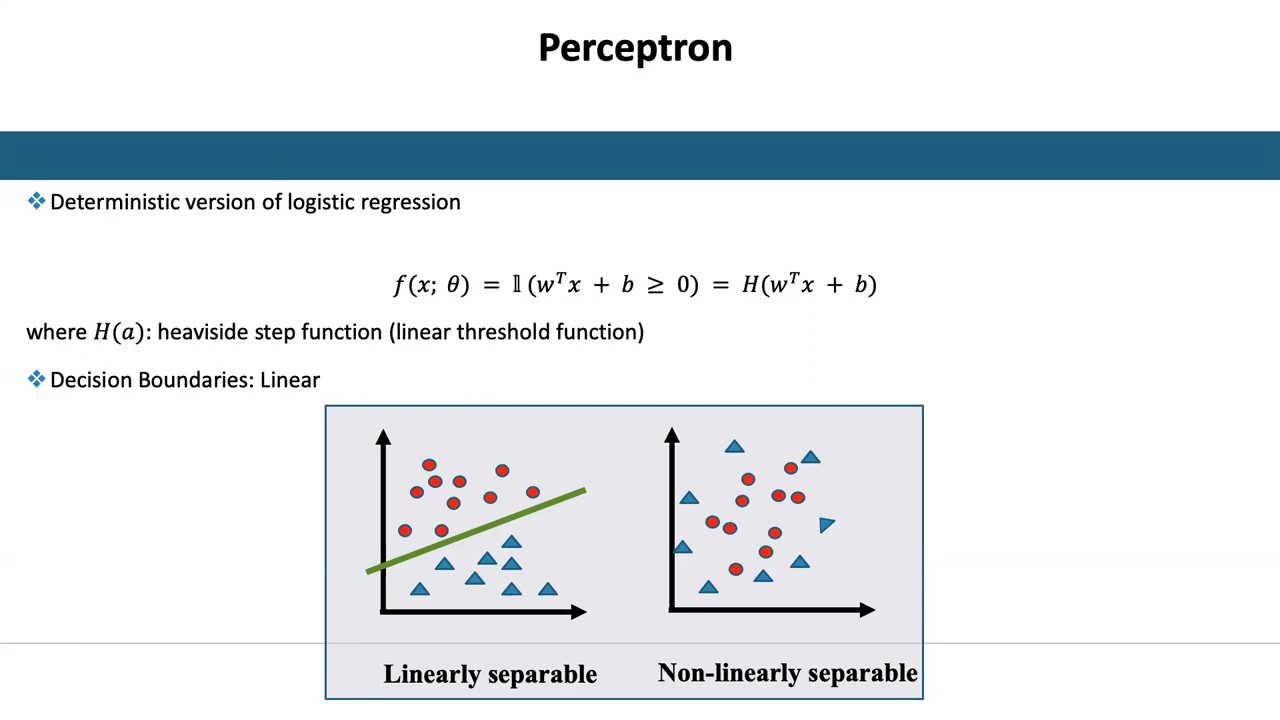 Perceptron
❖ Deterministic version of logistic regression
f(x; θ) = 𝕀 (wᵀx + b ≥ 0) = H(wᵀx + b)
where H(a): heaviside step function (linear threshold function)
❖ Decision Boundaries: Linear
Linearly separable
Non-linearly separable